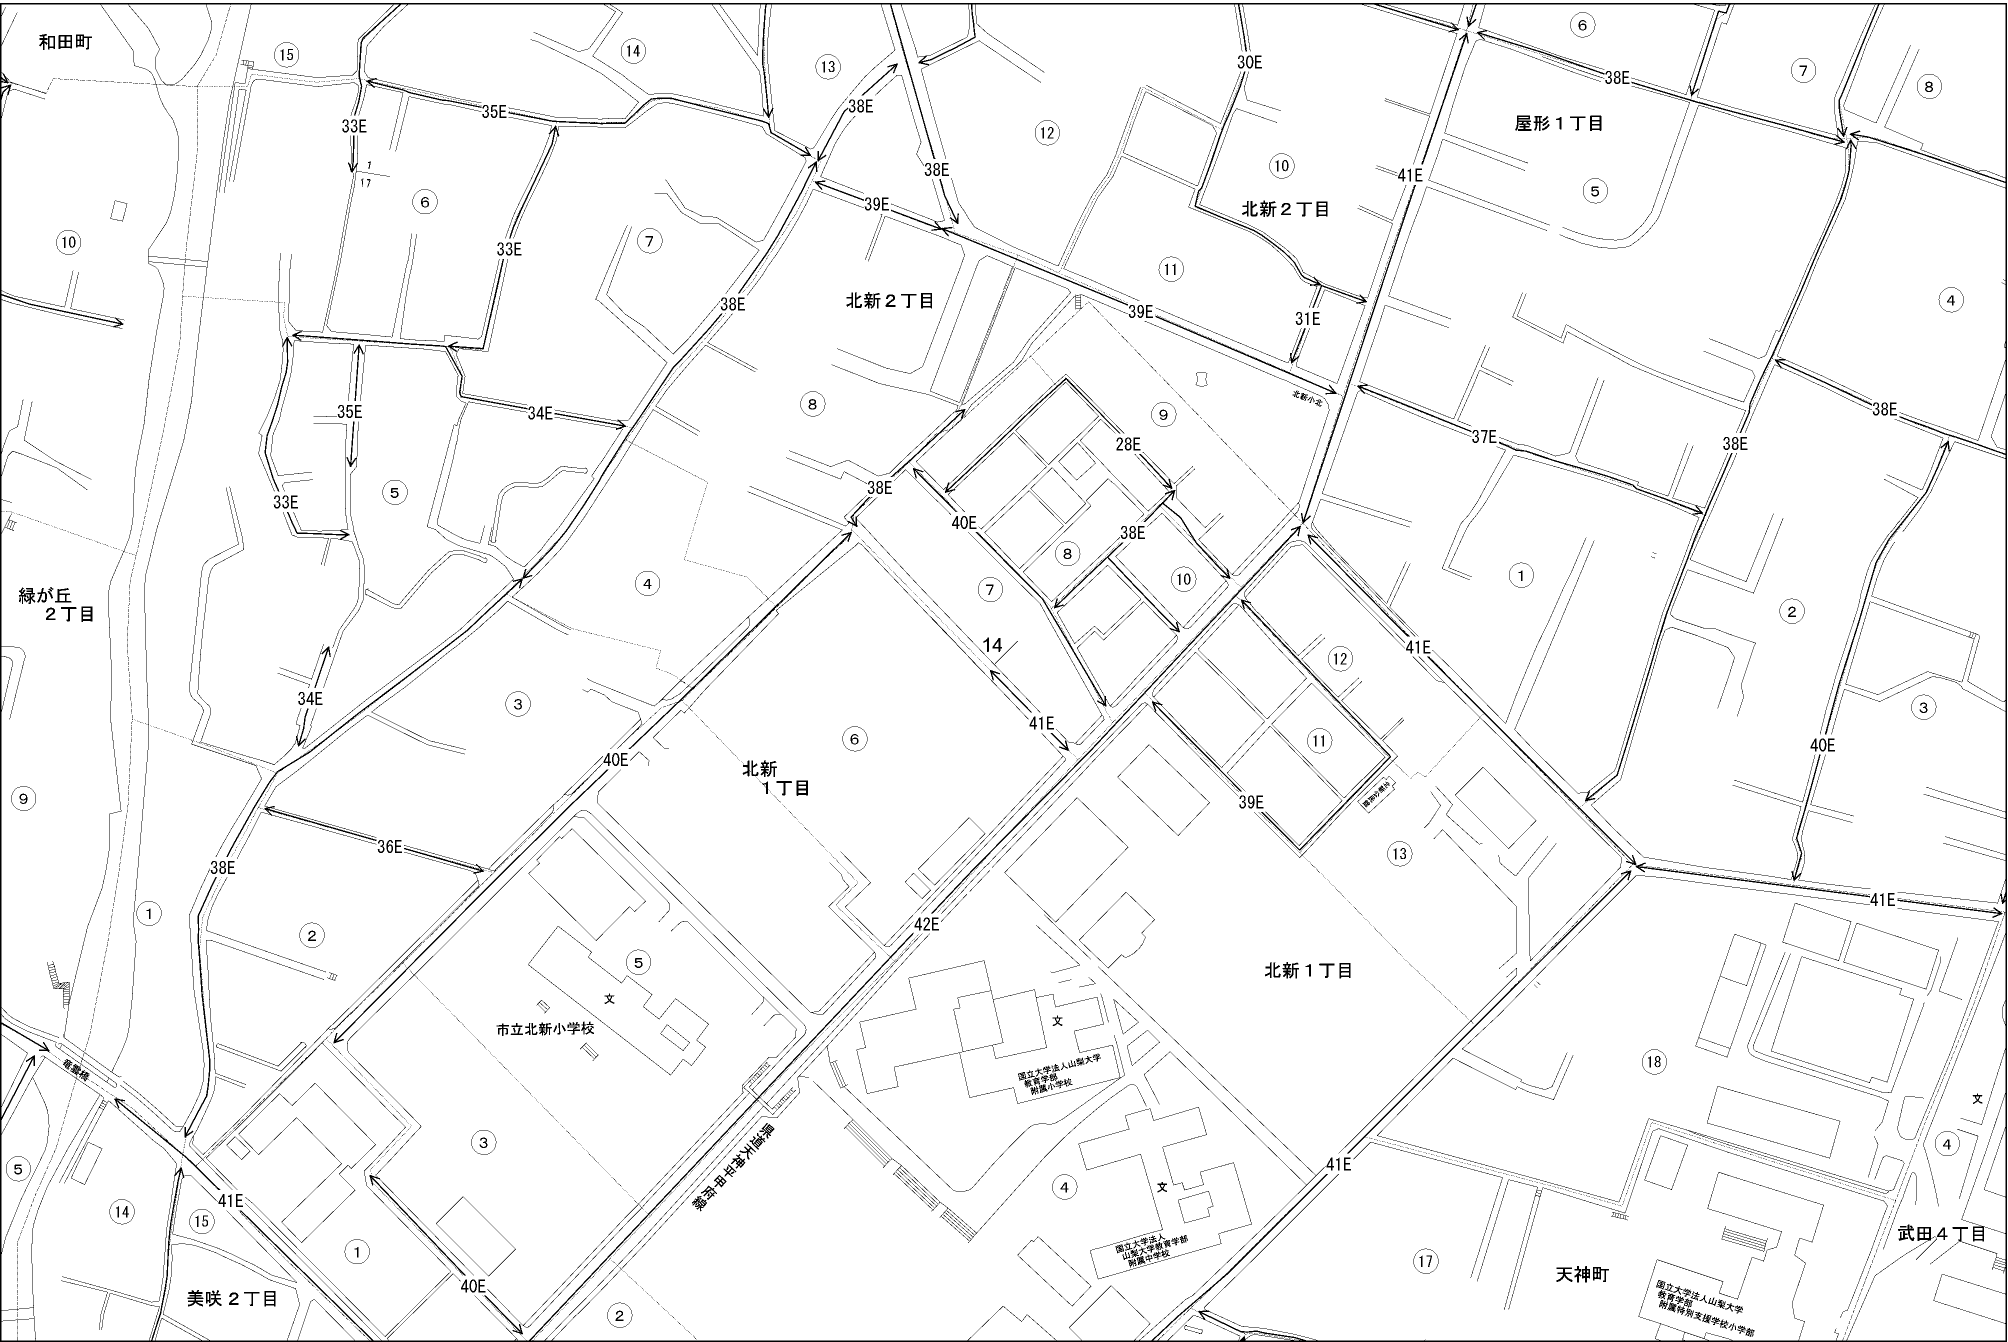 和田町
⑮
⑭
⑬
⑫
30E
38E
38E
⑥
⑦
⑧
屋形1丁目
35E
33E
1
17
⑥
38E
39E
⑩
北新2丁目
41E
⑤
⑩
33E
⑦
38E
北新2丁目
⑪
39E
31E
④
35E
34E
⑧
⑨
28E
北新小北
37E
38E
38E
33E
⑤
38E
40E
38E
⑧
⑩
⑦
①
②
緑が丘
2丁目
④
14
⑫
41E
34E
③
41E
⑥
⑪
③
40E
40E
北新
1丁目
39E
⑬
⑨
36E
38E
①
②
42E
41E
⑤
文
市立北新小学校
北新1丁目
文
国立大学法人山梨大学
教育学部
附属小学校
⑱
文
竜雲橋
⑤
③
県道天神平甲府線
④
文
国立大学法人
山梨大学教育学部
附属中学校
41E
④
⑭
⑮
41E
①
40E
②
美咲2丁目
⑰
天神町
武田4丁目
国立大学法人山梨大学
教育学部
附属特別支援学校小学部